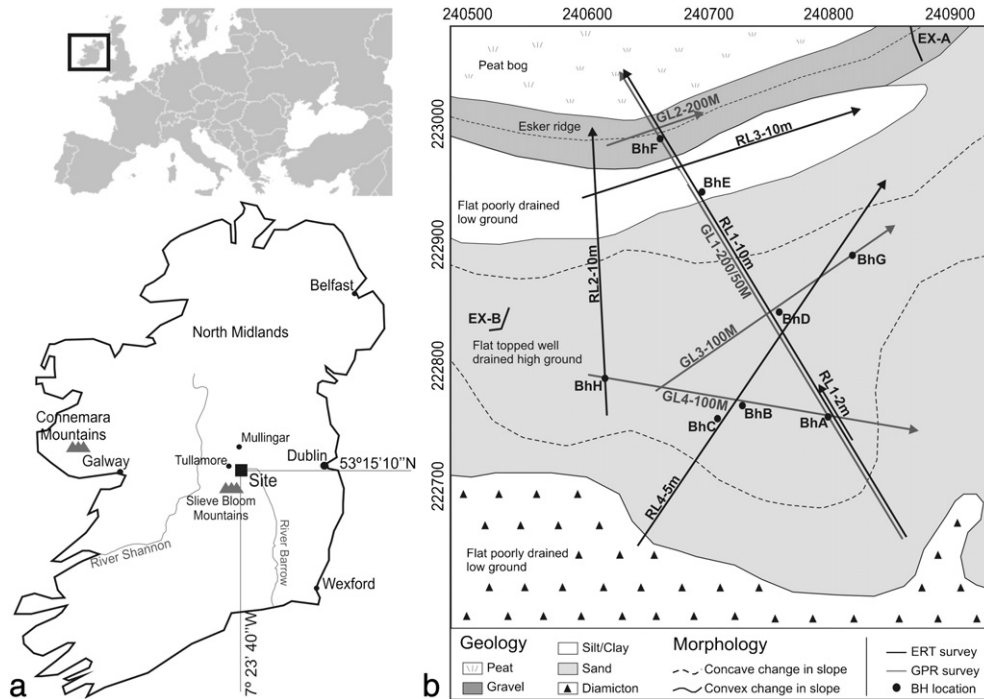 Belfast
North Midlands
Connemara
Mountains
Galway
Mullingar
Tullamore
Dublin
53º15'10''N
Site
Slieve Bloom
Mountains
River Shannon
River Barrow
Wexford
7º 23' 40''W
a
240500
240600
240700
240800
240900
223000
222900
222800
222700
Peat bog
EX-A
Esker ridge
GL2-200M
RL3-10m
BhF
BhE
Flat poorly drained
low ground
RL1-10m
GL1-200/50M
RL2-10m
BhG
EX-B
BhD
Flat topped well
drained high ground
GL3-100M
BhH
GL4-100M
RL1-2m
BhC
BhB
BhA
RL4-5m
Flat poorly drained
low ground
b
Geology
Peat
Gravel
Silt/Clay
Sand
Diamicton
Morphology
Concave change in slope
Convex change in slope
ERT survey
GPR survey
BH location